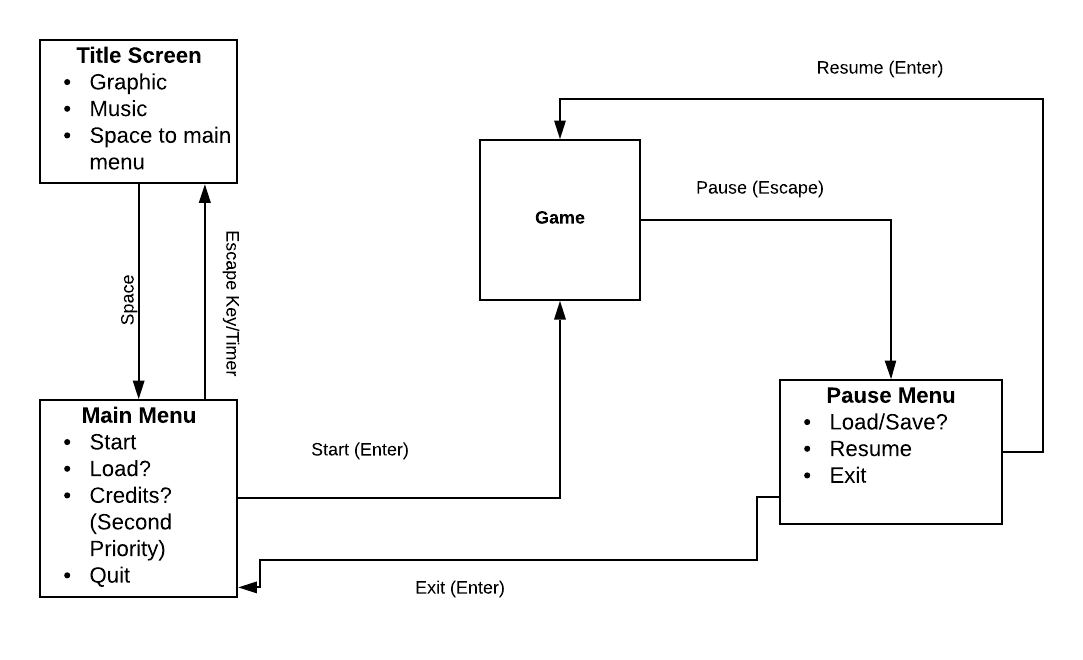 Title Screen
• Graphic
• Music
• Space to main
menu
Resume (Enter)
Pause (Escape)
Game
Space
Escape Key/Timer
Main Menu
• Start
• Load?
• Credits?
(Second
Priority)
• Quit
Start (Enter)
Pause Menu
• Load/Save?
• Resume
• Exit
Exit (Enter)